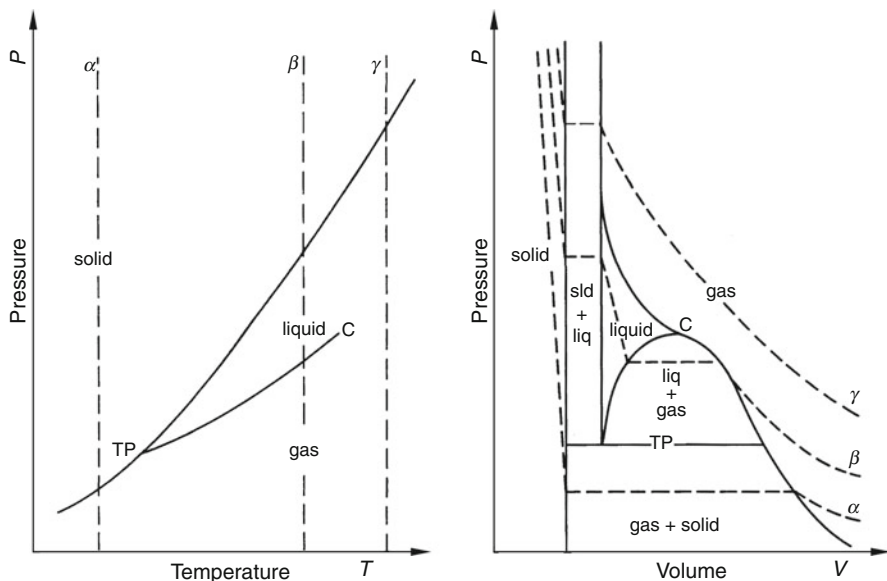 P
α
β
γ
Pressure
solid
liquid
C
TP
gas
Temperature
T
P
Pressure
solid
sld
+
liq
liquid
C
gas
liq
+
gas
TP
γ
β
α
gas + solid
Volume
V